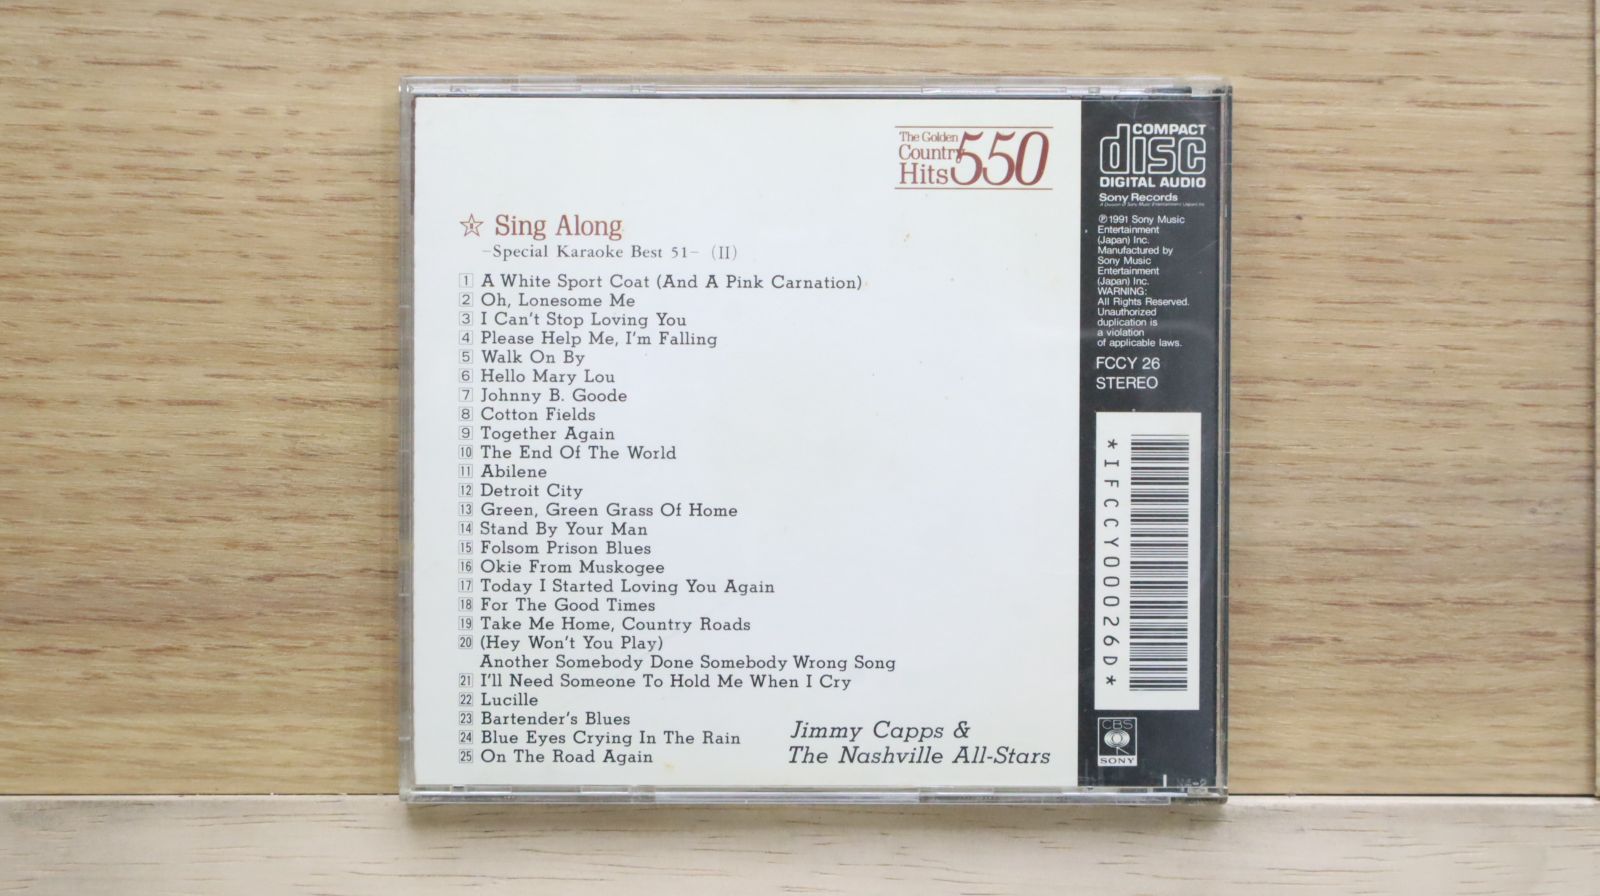 The Golden
Country
Hits 550
Sing Along
-Special Karaoke Best 51- (II)
1 A White Sport Coat (And A Pink Carnation)
2 Oh, Lonesome Me
3 I Can't Stop Loving You
4 Please Help Me, I'm Falling
5 Walk On By
6 Hello Mary Lou
7 Johnny B. Goode
8 Cotton Fields
9 Together Again
10 The End Of The World
11 Abilene
12 Detroit City
13 Green, Green Grass Of Home
14 Stand By Your Man
15 Folsom Prison Blues
16 Okie From Muskogee
17 Today I Started Loving You Again
18 For The Good Times
19 Take Me Home, Country Roads
20 (Hey Won't You Play)
Another Somebody Done Somebody Wrong Song
21 I'll Need Someone To Hold Me When I Cry
22 Lucille
23 Bartender's Blues
24 Blue Eyes Crying In The Rain
25 On The Road Again
Jimmy Capps &
The Nashville All-Stars
COMPACT
disc
DIGITAL AUDIO
Sony Records
A Division of Sony Music Entertainment (Japan) Inc.
℗1991 Sony Music
Entertainment
(Japan) Inc.
Manufactured by
Sony Music
Entertainment
(Japan) Inc.
WARNING:
All Rights Reserved.
Unauthorized
duplication is
a violation
of applicable laws.
FCCY 26
STEREO
*IFCCY00026D*
CBS
SONY